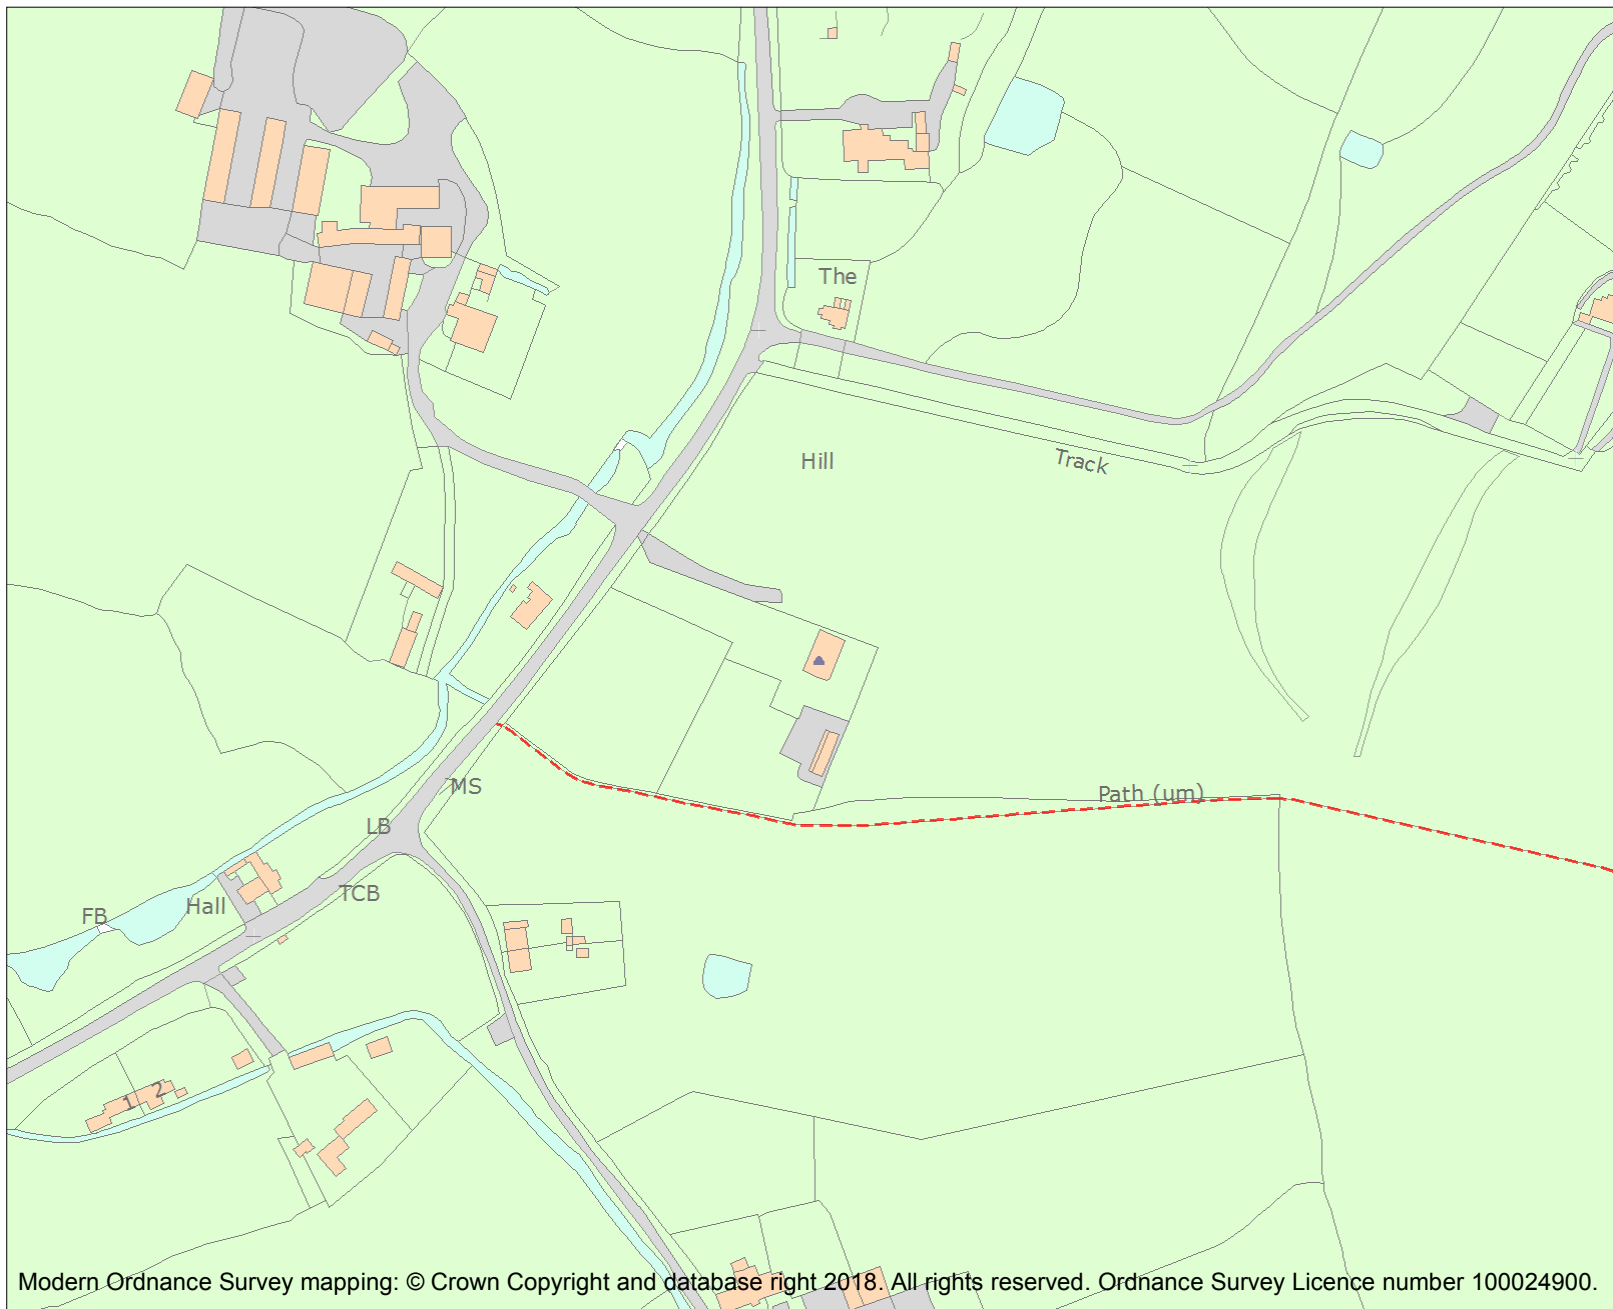 The
Hill
Track
MS
Path (um)
LB
TCB
Hall
FB
1 2
Modern Ordnance Survey mapping: © Crown Copyright and database right 2018. All rights reserved. Ordnance Survey Licence number 100024900.